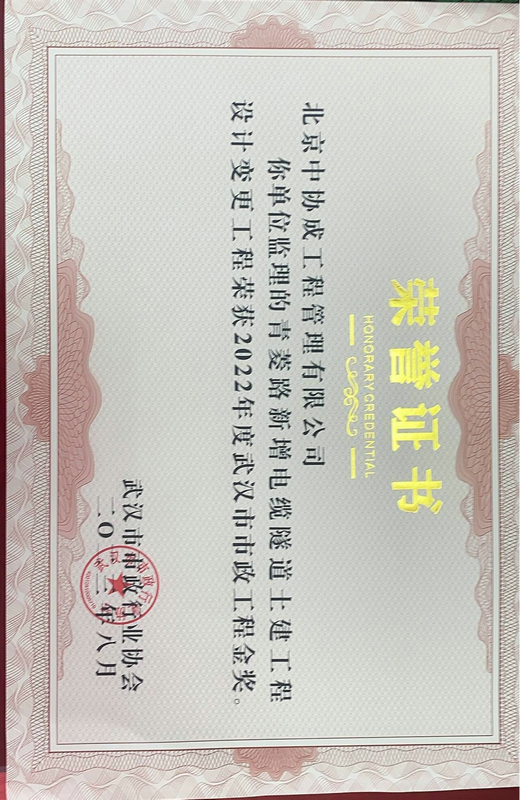 荣誉证书
HONORARY CREDENTIAL
北京中协成工程管理有限公司
你单位监理的青菱路新增电缆隧道土建工程
设计变更工程荣获2022年度武汉市市政工程金奖。
武汉市市政行业协会
二〇二三年八月